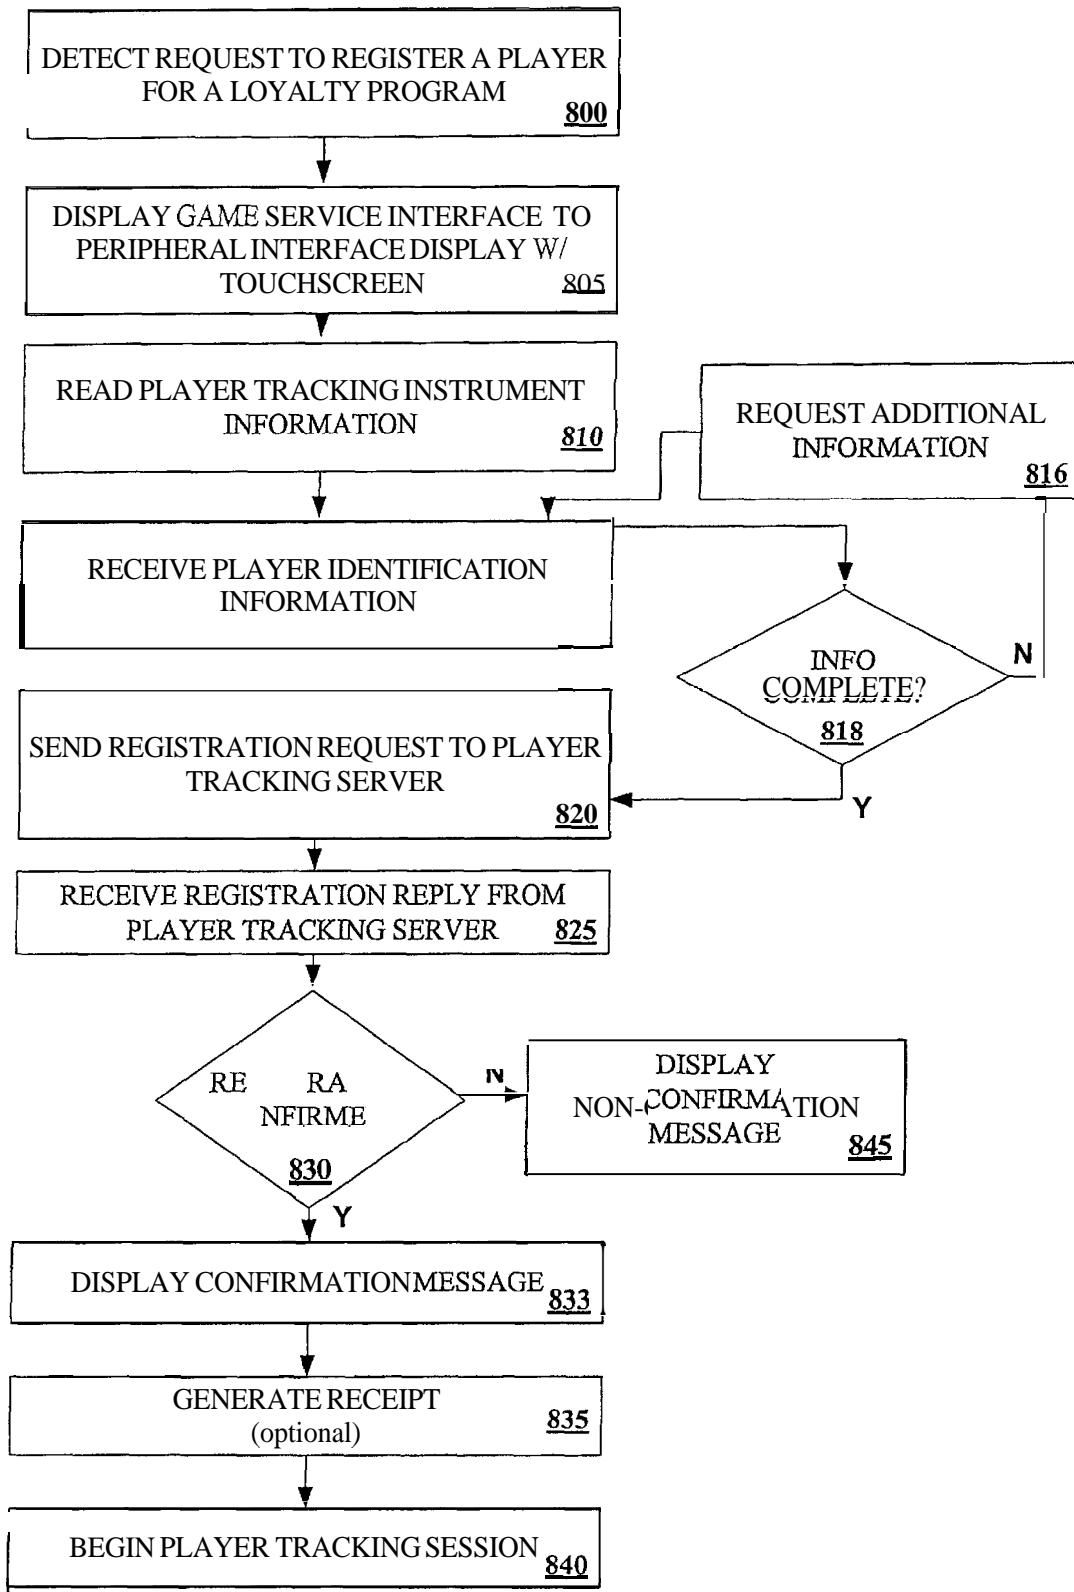 DETECT REQUEST TO REGISTER A PLAYER
FOR A LOYALTY PROGRAM
800
DISPLAY GAME SERVICE INTERFACE TO
PERIPHERAL INTERFACE DISPLAY W/
TOUCHSCREEN
805
READ PLAYER TRACKING INSTRUMENT
INFORMATION
810
REQUEST ADDITIONAL
INFORMATION
816
RECEIVE PLAYER IDENTIFICATION
INFORMATION
INFO
COMPLETE?
818
N
Y
SEND REGISTRATION REQUEST TO PLAYER
TRACKING SERVER
820
RECEIVE REGISTRATION REPLY FROM
PLAYER TRACKING SERVER
825
RE RA
NFIRME
830
N
Y
DISPLAY
NON-CONFIRMATION
MESSAGE
845
DISPLAY CONFIRMATION MESSAGE
833
GENERATE RECEIPT
(optional)
835
BEGIN PLAYER TRACKING SESSION
840